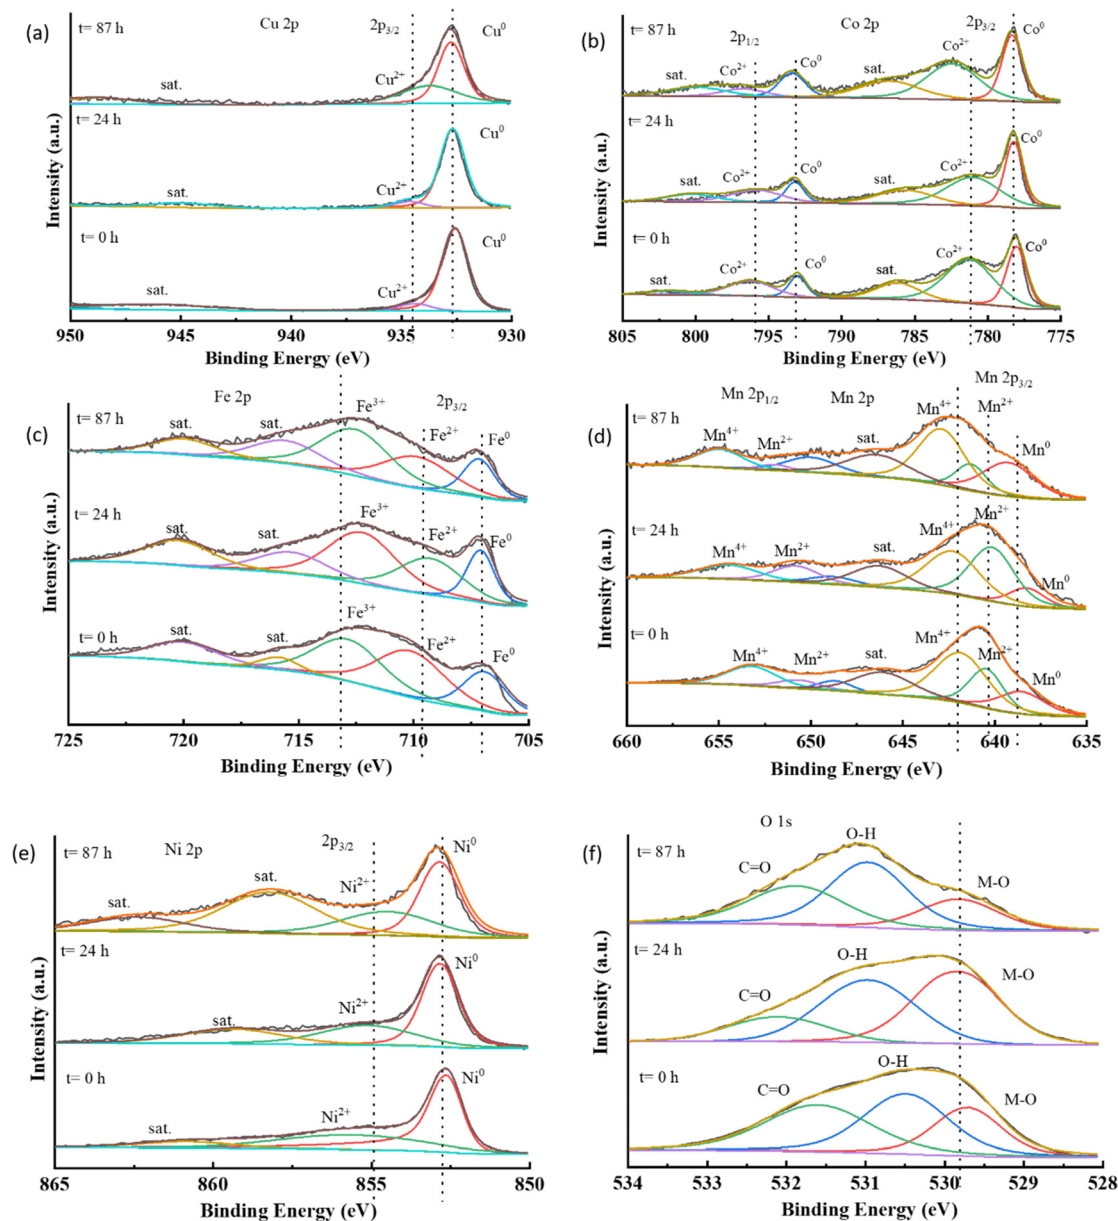 (a)
t= 87 h
Cu 2p
2p3/2
Cu0
Cu2+
sat.
t= 24 h
Cu0
Cu2+
sat.
t= 0 h
Cu0
Cu2+
sat.
950 945 940 935 930
Binding Energy (eV)
Intensity (a.u.)
(b)
t= 87 h
Co 2p
2p1/2
2p3/2
sat.
Co2+
Co0
sat.
Co2+
Co0
t= 24 h
sat.
Co2+
Co0
sat.
Co2+
Co0
t= 0 h
sat.
Co2+
Co0
sat.
Co2+
Co0
805 800 795 790 785 780 775
Binding Energy (eV)
Intensity (a.u.)
(c)
t= 87 h
Fe 2p
2p3/2
sat.
sat.
Fe3+
Fe2+
Fe0
t= 24 h
sat.
sat.
Fe3+
Fe2+
Fe0
t= 0 h
sat.
sat.
Fe3+
Fe2+
Fe0
725 720 715 710 705
Binding Energy (eV)
Intensity (a.u.)
(d)
Mn 2p1/2
Mn 2p
Mn 2p3/2
t= 87 h
Mn4+
Mn2+
sat.
Mn4+
Mn2+
Mn0
t= 24 h
Mn4+
Mn2+
sat.
Mn4+
Mn2+
Mn0
t= 0 h
Mn4+
Mn2+
sat.
Mn4+
Mn2+
Mn0
660 655 650 645 640 635
Binding Energy (eV)
Intensity (a.u.)
(e)
t= 87 h
Ni 2p
2p3/2
sat.
sat.
Ni2+
Ni0
t= 24 h
sat.
Ni2+
Ni0
t= 0 h
sat.
Ni2+
Ni0
865 860 855 850
Binding Energy (eV)
Intensity (a.u.)
(f)
O 1s
t= 87 h
C=O
O-H
M-O
t= 24 h
C=O
O-H
M-O
t= 0 h
C=O
O-H
M-O
534 533 532 531 530 529 528
Binding Energy (eV)
Intensity (a.u.)